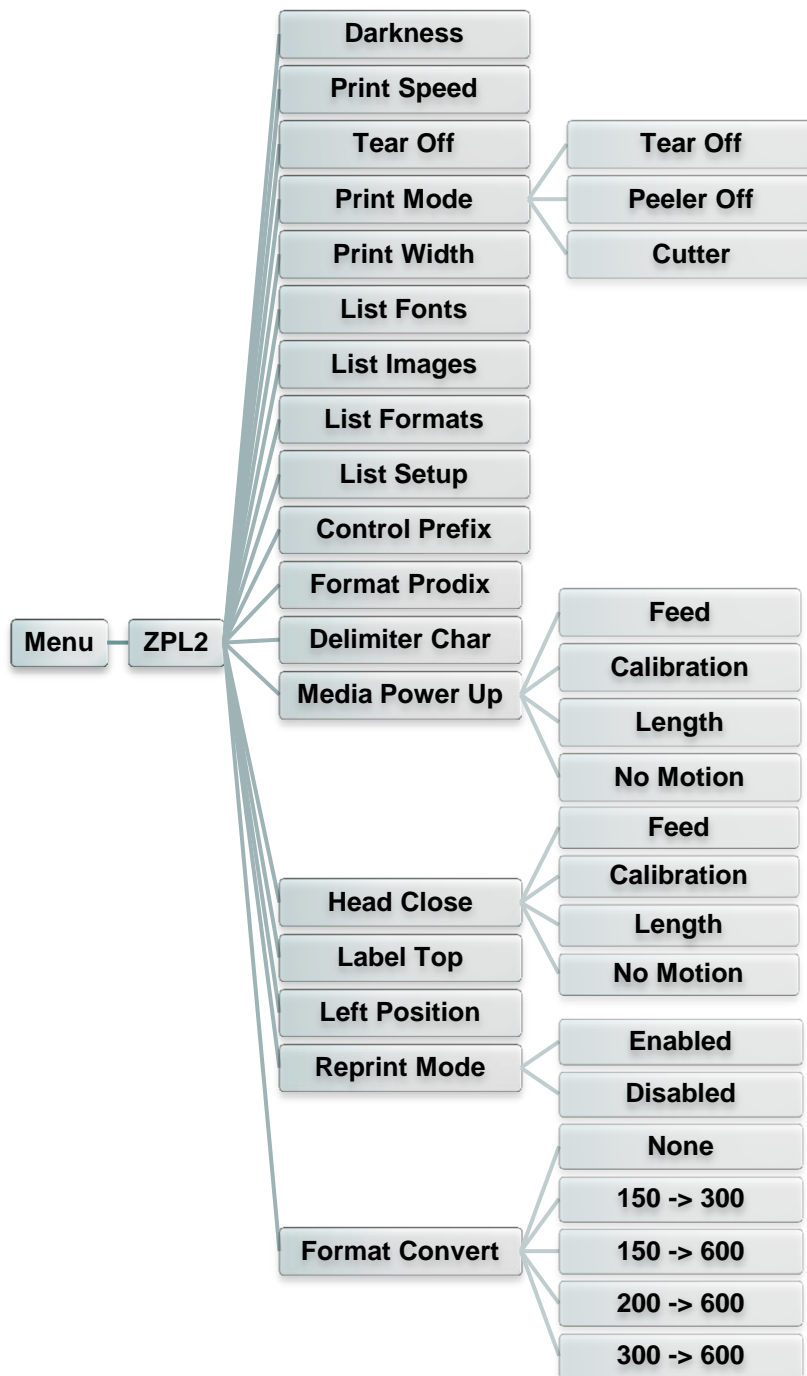 Menu
ZPL2
Darkness
Print Speed
Tear Off
Print Mode
Tear Off
Peeler Off
Cutter
Print Width
List Fonts
List Images
List Formats
List Setup
Control Prefix
Format Prodix
Delimiter Char
Media Power Up
Feed
Calibration
Length
No Motion
Head Close
Feed
Calibration
Length
No Motion
Label Top
Left Position
Reprint Mode
Enabled
Disabled
Format Convert
None
150 -> 300
150 -> 600
200 -> 600
300 -> 600